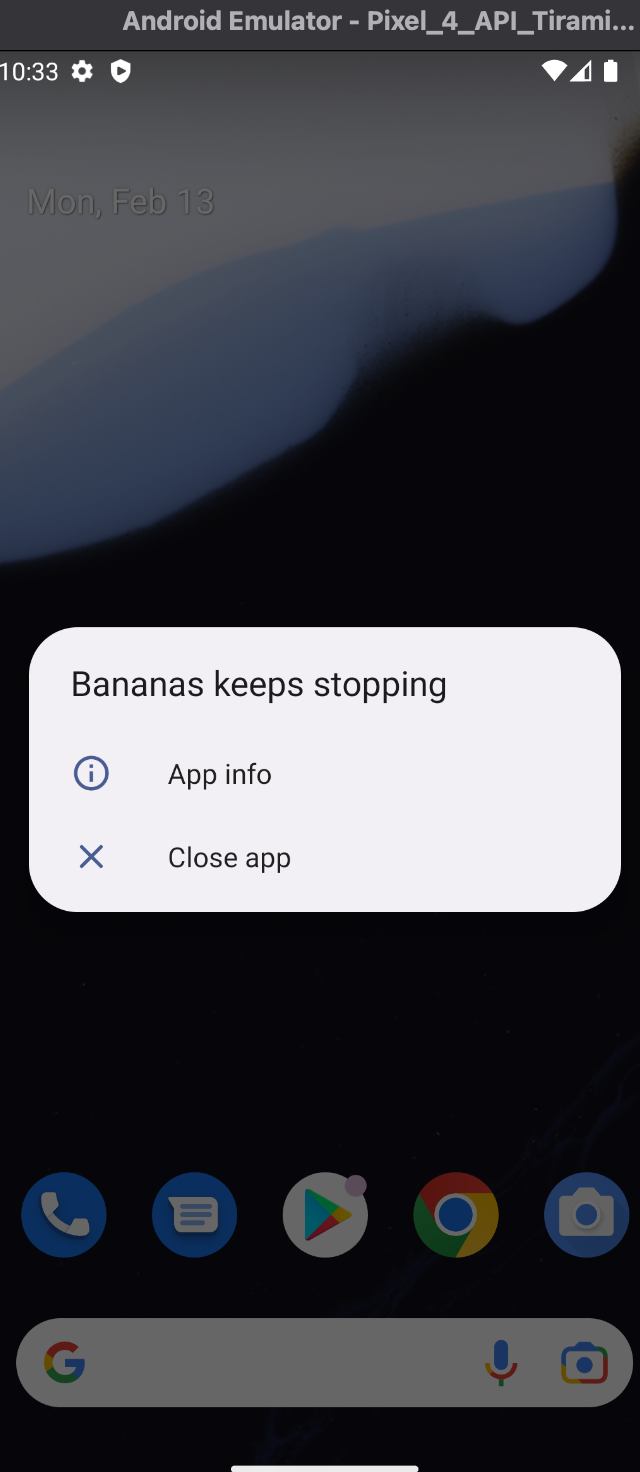 Android Emulator - Pixel_4_API_Tirami...
10:33
Mon, Feb 13
Bananas keeps stopping
App info
Close app